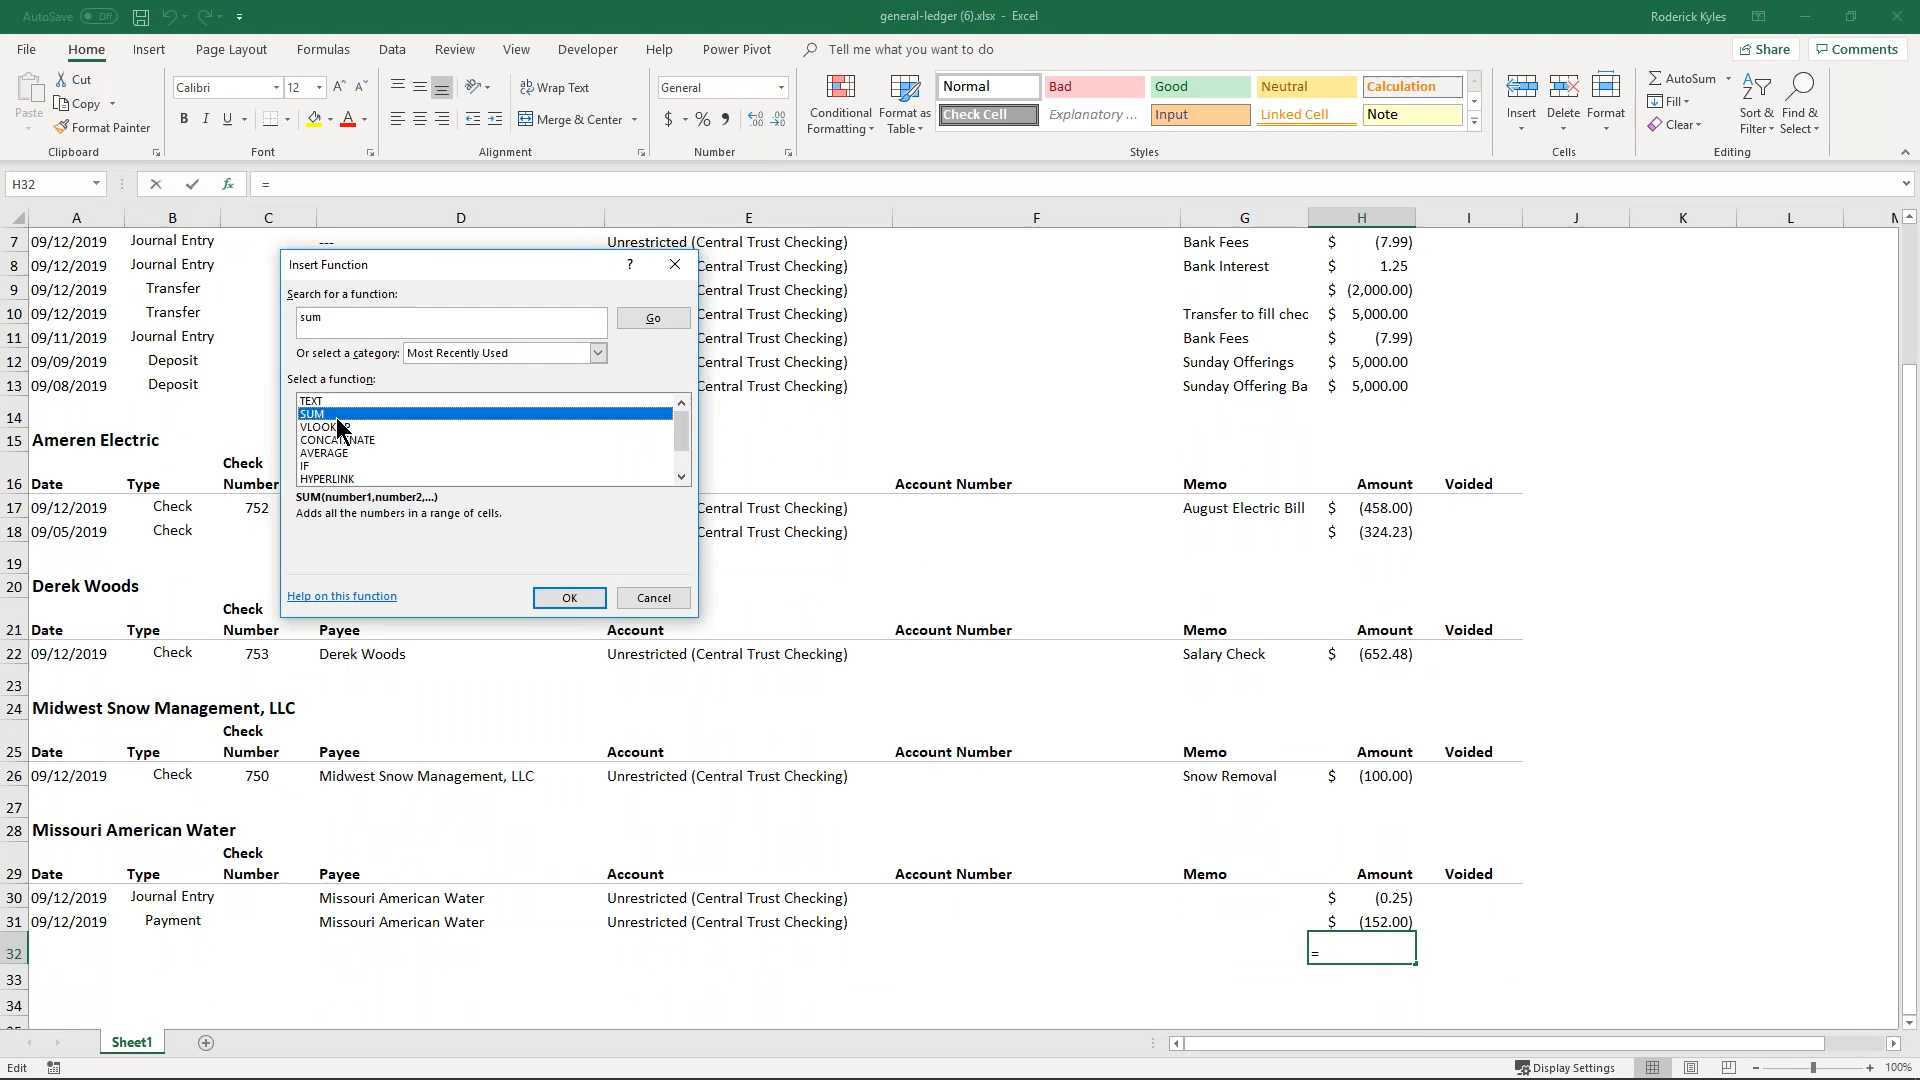 AutoSave Off
general-ledger (6).xlsx - Excel
Roderick Kyles
File Home Insert Page Layout Formulas Data Review View Developer Help Power Pivot Tell me what you want to do Share Comments
Paste
Cut
Copy
Format Painter
Clipboard
Calibri 12 A A
B I U A
Font
ab Wrap Text
Merge & Center
Alignment
General
$ % ,
Number
Conditional Formatting
Format as Table
Normal Bad Good Neutral Calculation
Check Cell Explanatory ... Input Linked Cell Note
Styles
Insert Delete Format
Cells
AutoSum
Fill
Clear
Sort & Filter
Find & Select
Editing
H32 fx =
A B C D E F G H I J K L
7 09/12/2019 Journal Entry --- Unrestricted (Central Trust Checking) Bank Fees $ (7.99)
8 09/12/2019 Journal Entry Central Trust Checking) Bank Interest $ 1.25
9 09/12/2019 Transfer Central Trust Checking) $ (2,000.00)
10 09/12/2019 Transfer Central Trust Checking) Transfer to fill chec $ 5,000.00
11 09/11/2019 Journal Entry Central Trust Checking) Bank Fees $ (7.99)
12 09/09/2019 Deposit Central Trust Checking) Sunday Offerings $ 5,000.00
13 09/08/2019 Deposit Central Trust Checking) Sunday Offering Ba $ 5,000.00
14
15 Ameren Electric
Check
16 Date Type Number Account Number Memo Amount Voided
17 09/12/2019 Check 752 Central Trust Checking) August Electric Bill $ (458.00)
18 09/05/2019 Check Central Trust Checking) $ (324.23)
19
20 Derek Woods
Check
21 Date Type Number Payee Account Account Number Memo Amount Voided
22 09/12/2019 Check 753 Derek Woods Unrestricted (Central Trust Checking) Salary Check $ (652.48)
23
24 Midwest Snow Management, LLC
Check
25 Date Type Number Payee Account Account Number Memo Amount Voided
26 09/12/2019 Check 750 Midwest Snow Management, LLC Unrestricted (Central Trust Checking) Snow Removal $ (100.00)
27
28 Missouri American Water
Check
29 Date Type Number Payee Account Account Number Memo Amount Voided
30 09/12/2019 Journal Entry Missouri American Water Unrestricted (Central Trust Checking) $ (0.25)
31 09/12/2019 Payment Missouri American Water Unrestricted (Central Trust Checking) $ (152.00)
32 =
33
34
Insert Function ?
Search for a function:
sum Go
Or select a category: Most Recently Used
Select a function:
TEXT
SUM
CONCATENATE
AVERAGE
IF
HYPERLINK
SUM(number1,number2,...)
Adds all the numbers in a range of cells.
Help on this function OK Cancel
Sheet1
Edit Display Settings 100%